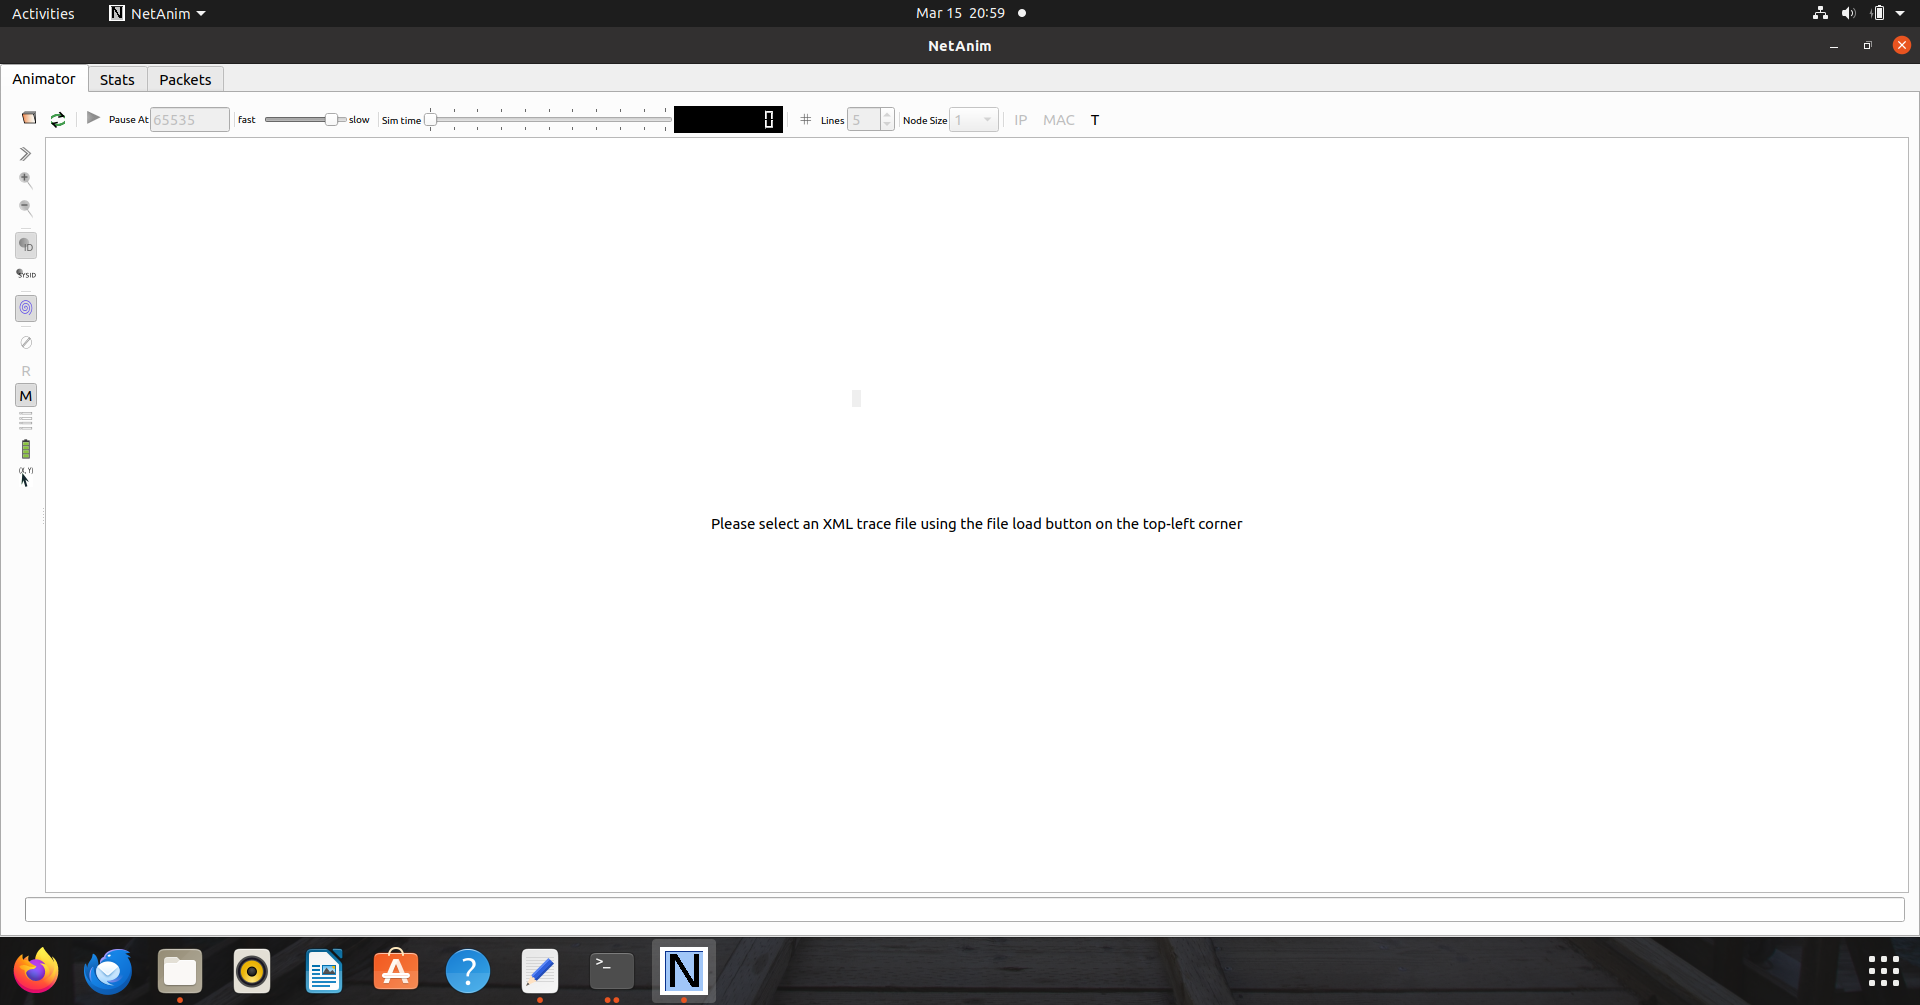 Activities NetAnim Mar 15 20:59
NetAnim
Animator Stats Packets
Pause At 65535 fast slow Sim time 0 Lines 5 Node Size 1 IP MAC T
ID
SYSID
R
M
(X, Y)
Please select an XML trace file using the file load button on the top-left corner